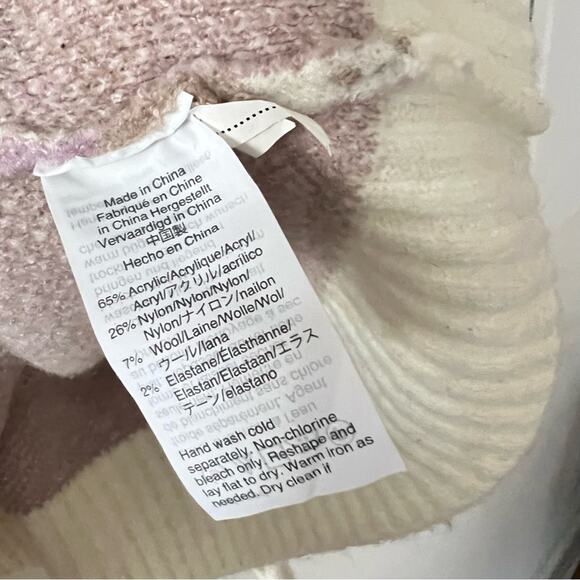 Made in China
Fabriqué en Chine
in China Hergestellt
Vervaardigd in China
中国製
Hecho en China
65% Acrylic/Acrylique/Acryl/
Acryl/アクリル/acrílico
26% Nylon/Nylon/Nylon/
Nylon/ナイロン/nailon
7% Wool/Laine/Wolle/Wol/
ウール/lana
2% Elastane/Élasthanne/
Elastan/Elastaan/エラス
テーン/elastano
Hand wash cold
separately. Non-chlorine
bleach only. Reshape and
lay flat to dry. Warm iron as
needed. Dry clean if